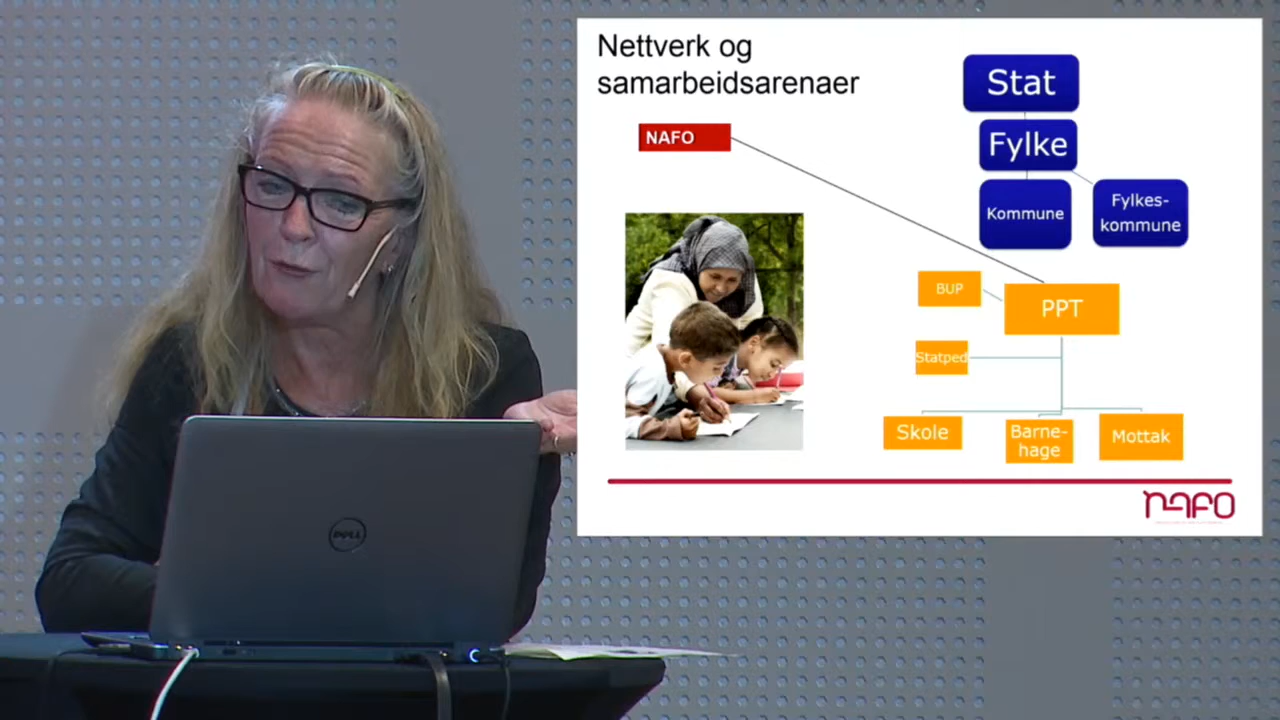 Nettverk og
samarbeidsarenaer
NAFO
Stat
Fylke
Kommune
Fylkes-
kommune
BUP
PPT
Statped
Skole
Barne-
hage
Mottak
NAFO
DELL